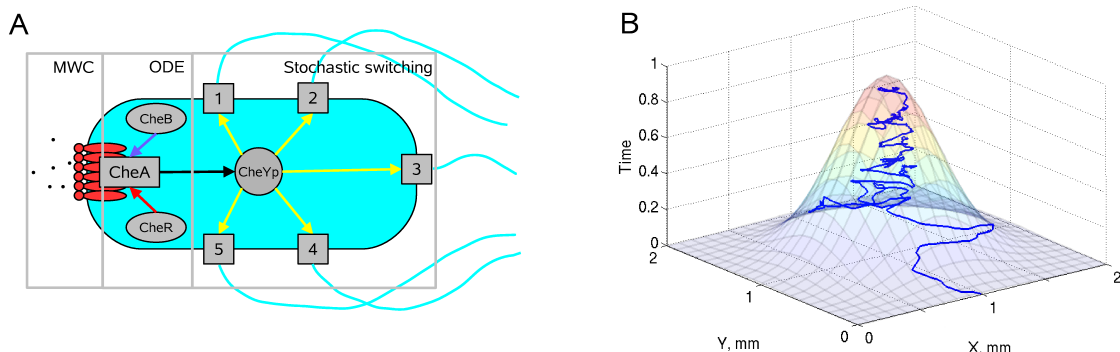 A
MWC
ODE
Stochastic switching
1
2
CheB
CheA
CheYp
3
CheR
5
4
B
1
0.8
0.6
0.4
0.2
0
Time
2
1
0
Y, mm
0
1
2
X, mm